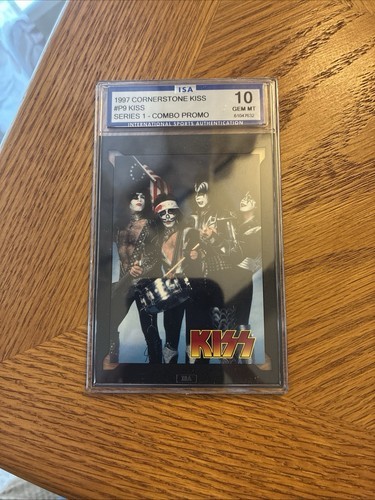 ISA
1997 CORNERSTONE KISS
#P9 KISS
SERIES 1 - COMBO PROMO
10
GEM MT
INTERNATIONAL SPORTS AUTHENTICATION
KISS